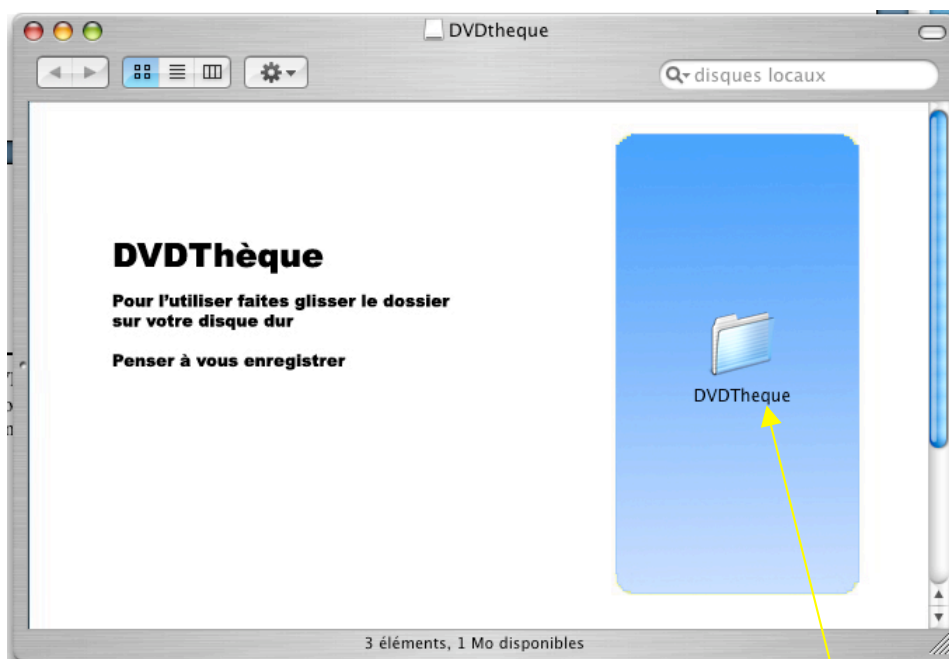 DVDtheque
disques locaux
DVDThèque
Pour l'utiliser faites glisser le dossier
sur votre disque dur
Penser à vous enregistrer
DVDTheque
3 éléments, 1 Mo disponibles